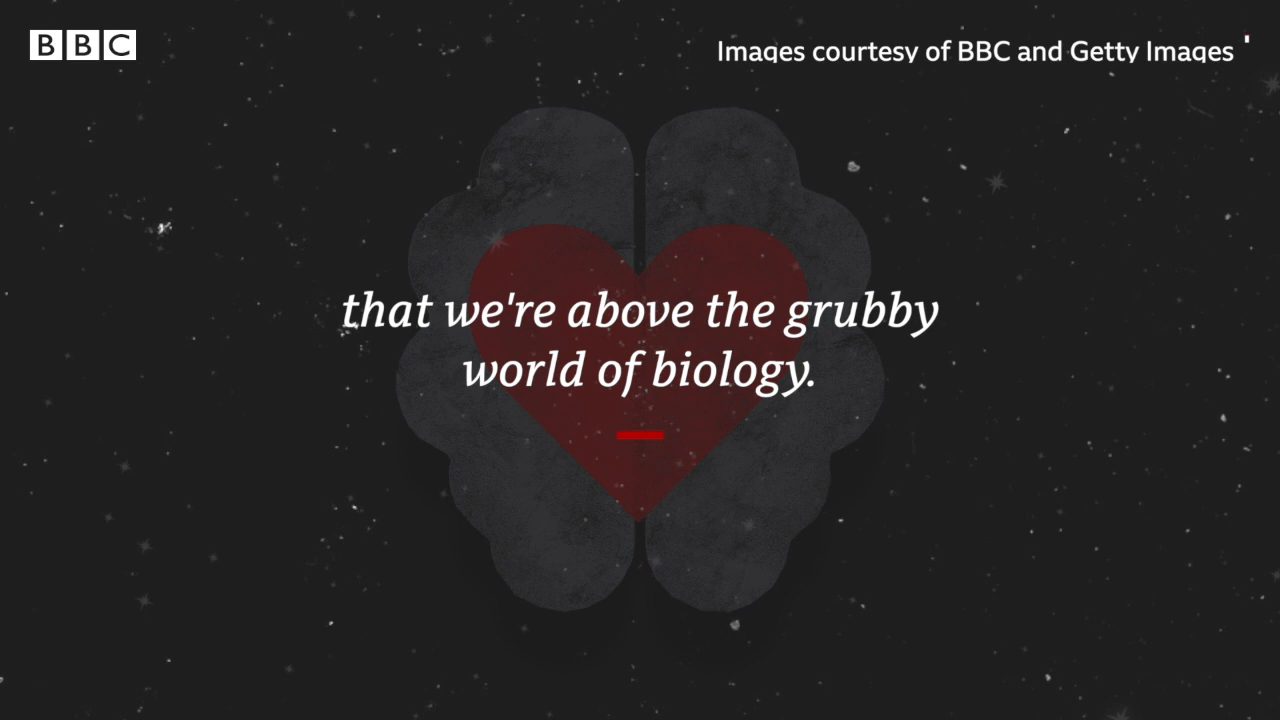 BBC
Images courtesy of BBC and Getty Images
that we're above the grubby
world of biology.